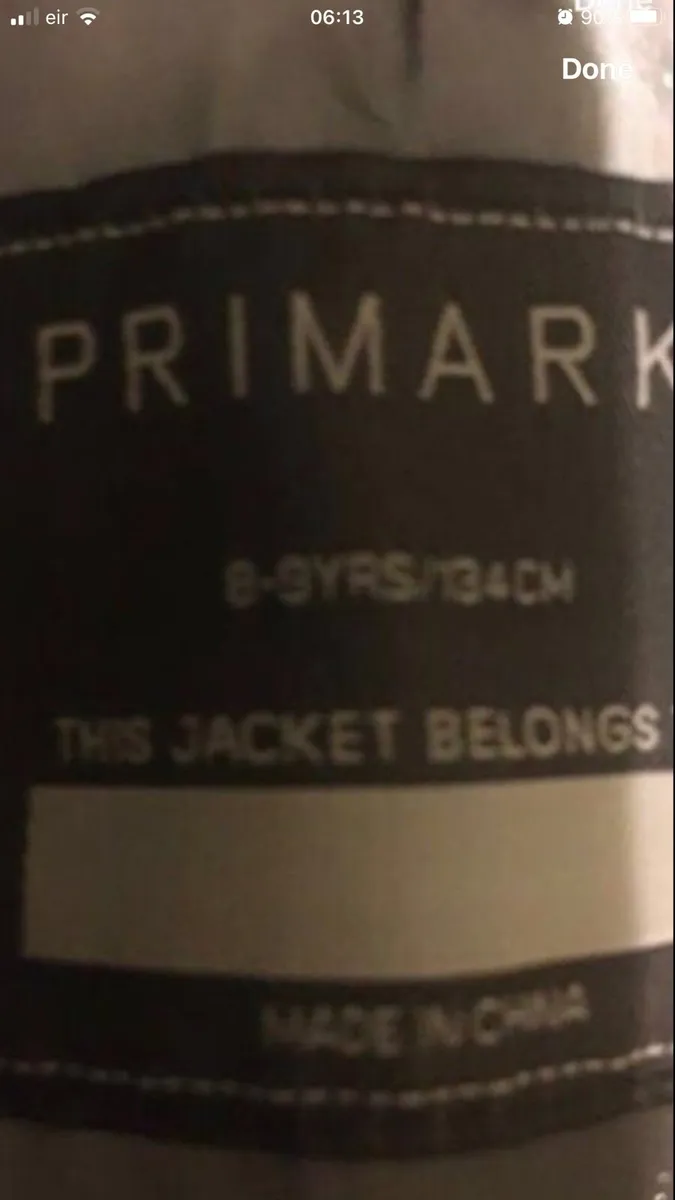 eir 06:13
Done
PRIMARK
8-9YRS/134CM
THIS JACKET BELONGS
MADE IN CHINA